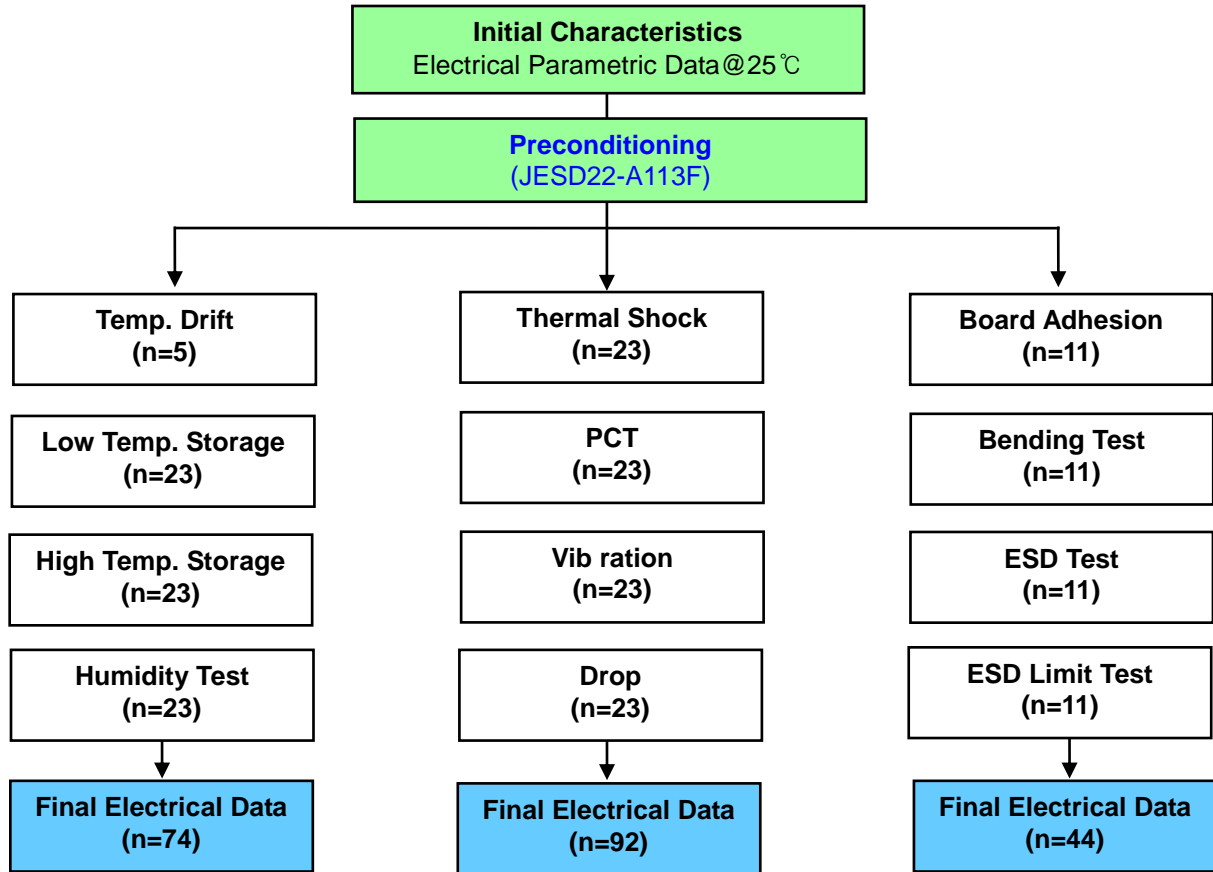 Initial Characteristics
Electrical Parametric Data@25℃
Preconditioning
(JESD22-A113F)
Temp. Drift
(n=5)
Low Temp. Storage
(n=23)
High Temp. Storage
(n=23)
Humidity Test
(n=23)
Final Electrical Data
(n=74)
Thermal Shock
(n=23)
PCT
(n=23)
Vib ration
(n=23)
Drop
(n=23)
Final Electrical Data
(n=92)
Board Adhesion
(n=11)
Bending Test
(n=11)
ESD Test
(n=11)
ESD Limit Test
(n=11)
Final Electrical Data
(n=44)